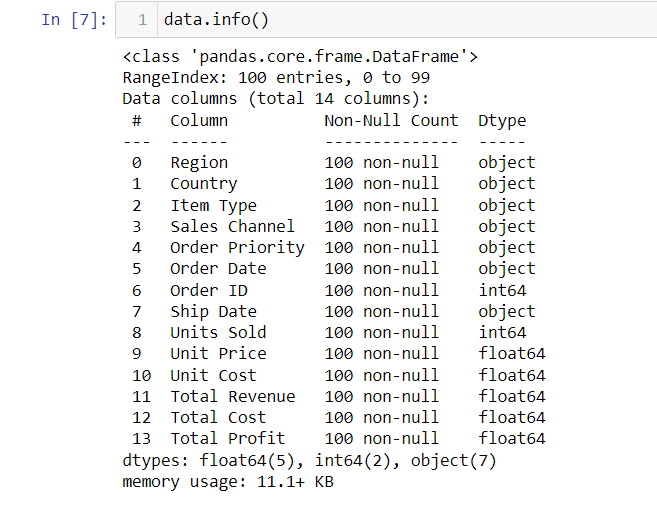 In [7]: 1 data.info()
<class 'pandas.core.frame.DataFrame'>
RangeIndex: 100 entries, 0 to 99
Data columns (total 14 columns):
 #   Column          Non-Null Count  Dtype
---  ------          --------------  -----
 0   Region          100 non-null    object
 1   Country         100 non-null    object
 2   Item Type       100 non-null    object
 3   Sales Channel   100 non-null    object
 4   Order Priority  100 non-null    object
 5   Order Date      100 non-null    object
 6   Order ID        100 non-null    int64
 7   Ship Date       100 non-null    object
 8   Units Sold      100 non-null    int64
 9   Unit Price      100 non-null    float64
 10  Unit Cost       100 non-null    float64
 11  Total Revenue   100 non-null    float64
 12  Total Cost      100 non-null    float64
 13  Total Profit    100 non-null    float64
dtypes: float64(5), int64(2), object(7)
memory usage: 11.1+ KB